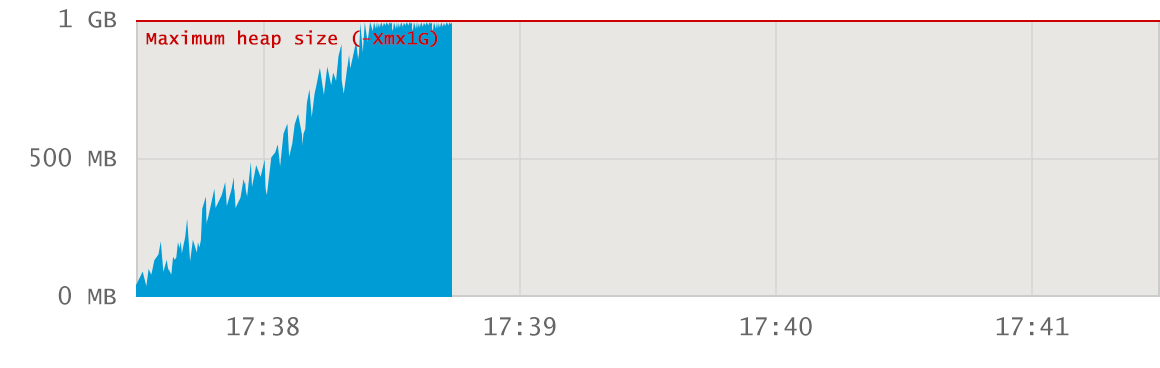 1 GB
Maximum heap size (-Xmx1G)
500 MB
0 MB
17:38 17:39 17:40 17:41